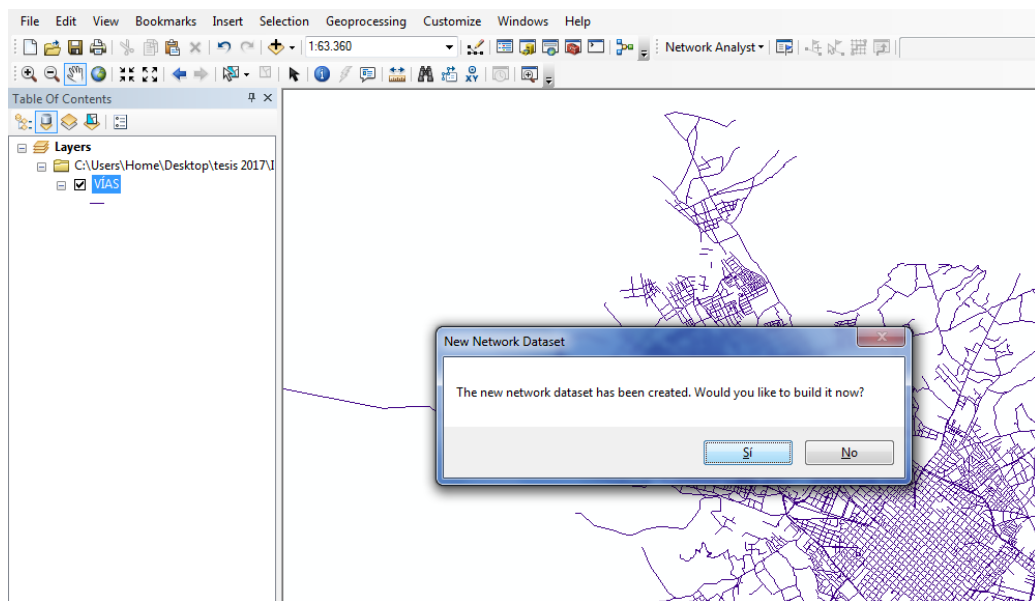 File Edit View Bookmarks Insert Selection Geoprocessing Customize Windows Help
1:63.360 Network Analyst
XY
Table Of Contents
Layers
C:\Users\Home\Desktop\tesis 2017\I
VÍAS
New Network Dataset
The new network dataset has been created. Would you like to build it now?
Sí No